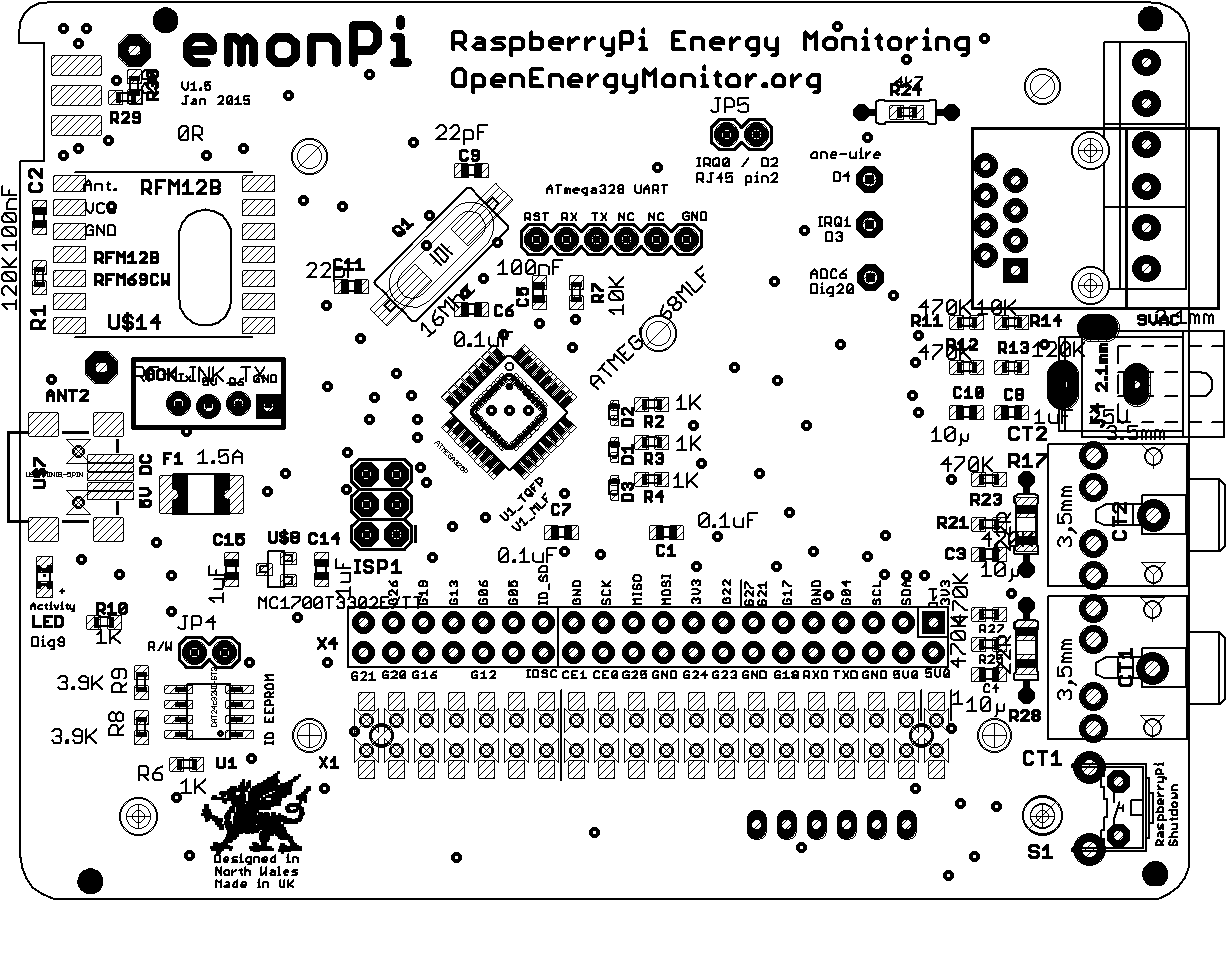 emonPi
RaspberryPi Energy Monitoring
OpenEnergyMonitor.org
V1.5
Jan 2015
R29
0R
22pF
C9
JP5
IRQ0 / D2
RJ45 pin2
R24
one-wire
D4
IRQ1
D3
ADC6
Dig20
ATmega328 UART
RST RX TX NC NC GND
C2
100nF
120K
R1
Ant.
VCC
GND
RFM12B
RFM12B
RFM69CW
U$14
Q1
16Mhz
22pF
C11
100nF
C5
R7
10K
C6
0.1uF
470K
10K
R11
R14
9VAC
2.1mm
470K
R12
R13
120K
2.1mm
C10
C8
1uF
10µ
3.5mm
CT2
ANT2
GND
U$7
5V DC
F1
1.5A
D2
R2
1K
D1
R3
1K
D3
R4
1K
V1_TQFP
V1_MLF
C7
0.1uF
C1
0.1uF
470K
R17
R23
R21
C3
10µ
3,5mm
CT2
ISP1
C15
1uF
U$8
C14
1uF
MC1700T3302E/TT
Activity
LED
Dig9
R10
1K
JP4
R/W
G26 G19 G13 G06 G05 ID_SD GND SCK MISO MOSI 3V3 G22 G27 G17 GND G04 SCL SDA 3V3
G21
X4
G21 G20 G16 G12 IDSC CE1 CE0 G25 GND G24 G23 GND G18 RXD TXD GND 5V0 5V0
470K
470K
R27
C4
10µ
R28
3,5mm
CT1
3.9K R9
3.9K R8
ID EEPROM
R6
1K
U1
X1
CT1
S1
RaspberryPi
Shutdown
Designed in
North Wales
Made in UK